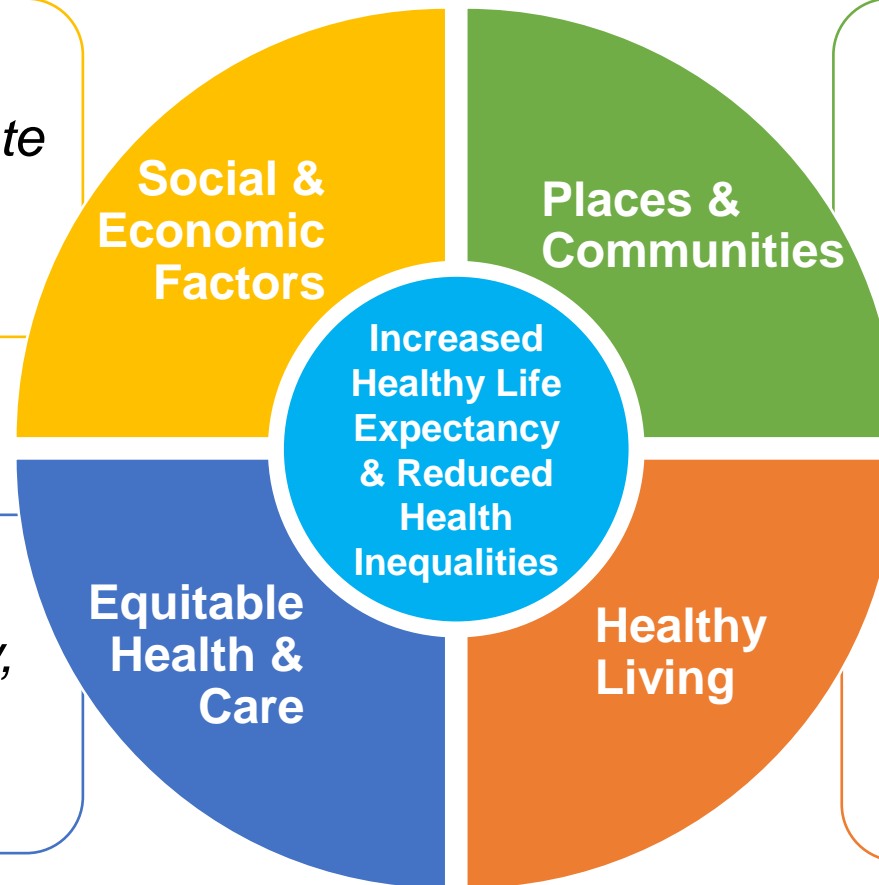 Social &
Economic
Factors
Places &
Communities
Increased
Healthy Life
Expectancy
& Reduced
Health
Inequalities
Equitable
Health &
Care
Healthy
Living